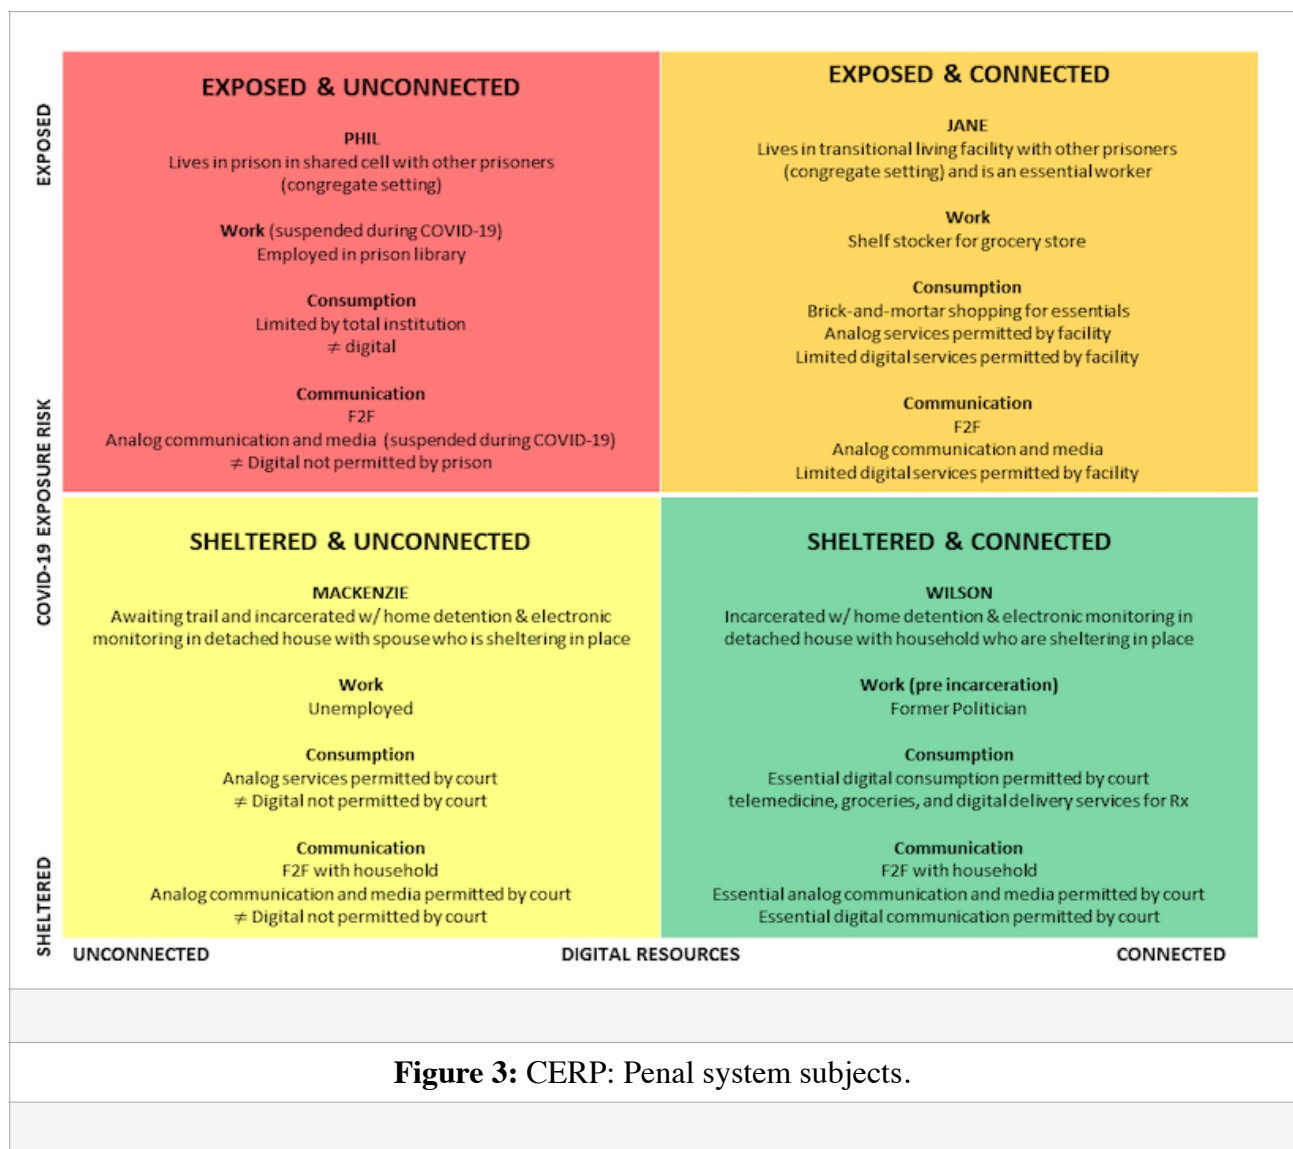 EXPOSED & UNCONNECTED
PHIL
Lives in prison in shared cell with other prisoners
(congregate setting)
Work (suspended during COVID-19)
Employed in prison library
Consumption
Limited by total institution
≠ digital
Communication
F2F
Analog communication and media (suspended during COVID-19)
≠ Digital not permitted by prison
EXPOSED & CONNECTED
JANE
Lives in transitional living facility with other prisoners
(congregate setting) and is an essential worker
Work
Shelf stocker for grocery store
Consumption
Brick-and-mortar shopping for essentials
Analog services permitted by facility
Limited digital services permitted by facility
Communication
F2F
Analog communication and media
Limited digital services permitted by facility
SHELTERED & UNCONNECTED
MACKENZIE
Awaiting trail and incarcerated w/ home detention & electronic
monitoring in detached house with spouse who is sheltering in place
Work
Unemployed
Consumption
Analog services permitted by court
≠ Digital not permitted by court
Communication
F2F with household
Analog communication and media permitted by court
≠ Digital not permitted by court
SHELTERED & CONNECTED
WILSON
Incarcerated w/ home detention & electronic monitoring in
detached house with household who are sheltering in place
Work (pre incarceration)
Former Politician
Consumption
Essential digital consumption permitted by court
telemedicine, groceries, and digital delivery services for Rx
Communication
F2F with household
Essential analog communication and media permitted by court
Essential digital communication permitted by court
EXPOSED
COVID-19 EXPOSURE RISK
SHELTERED
UNCONNECTED
DIGITAL RESOURCES
CONNECTED
Figure 3: CERP: Penal system subjects.